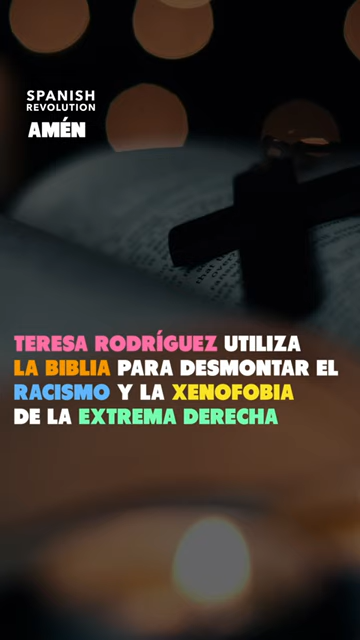 SPANISH
REVOLUTION
AMÉN
TERESA RODRÍGUEZ UTILIZA
LA BIBLIA PARA DESMONTAR EL
RACISMO Y LA XENOFOBIA
DE LA EXTREMA DERECHA